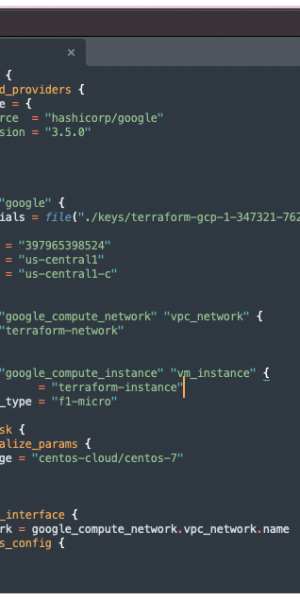 {
d_providers {
e = {
rce = "hashicorp/google"
sion = "3.5.0"
"google" {
ials = file("./keys/terraform-gcp-1-347321-762
= "397965398524"
= "us-central1"
= "us-central1-c"
"google_compute_network" "vpc_network" {
"terraform-network"
"google_compute_instance" "vm_instance" {
= "terraform-instance"
_type = "f1-micro"
sk {
alize_params {
ge = "centos-cloud/centos-7"
_interface {
rk = google_compute_network.vpc_network.name
s_config {